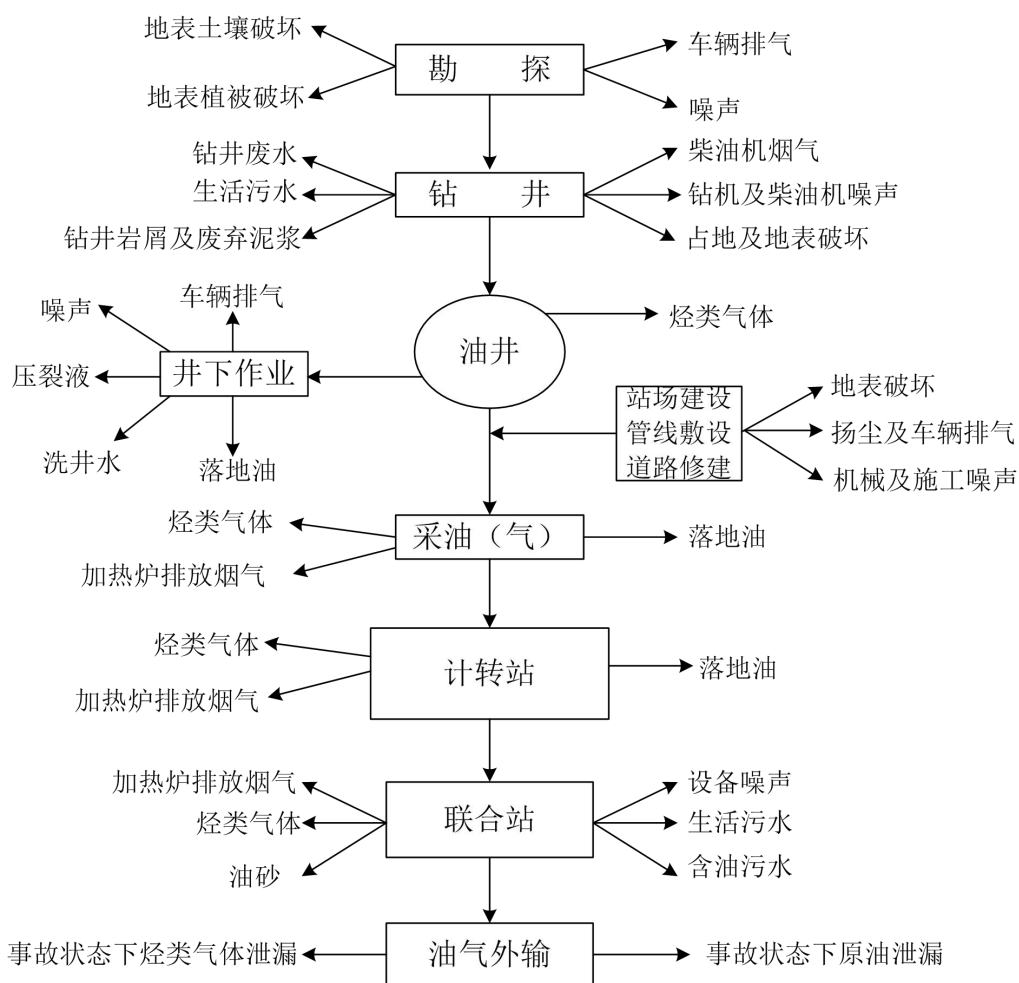 地表土壤破坏
车辆排气
勘 探
地表植被破坏
噪声
钻井废水
柴油机烟气
生活污水
钻 井
钻机及柴油机噪声
钻井岩屑及废弃泥浆
占地及地表破坏
噪声
车辆排气
烃类气体
油井
压裂液
井下作业
站场建设
管线敷设
道路修建
地表破坏
扬尘及车辆排气
机械及施工噪声
洗井水
落地油
烃类气体
采油（气）
落地油
加热炉排放烟气
烃类气体
计转站
落地油
加热炉排放烟气
加热炉排放烟气
设备噪声
烃类气体
联合站
生活污水
油砂
含油污水
事故状态下烃类气体泄漏
油气外输
事故状态下原油泄漏